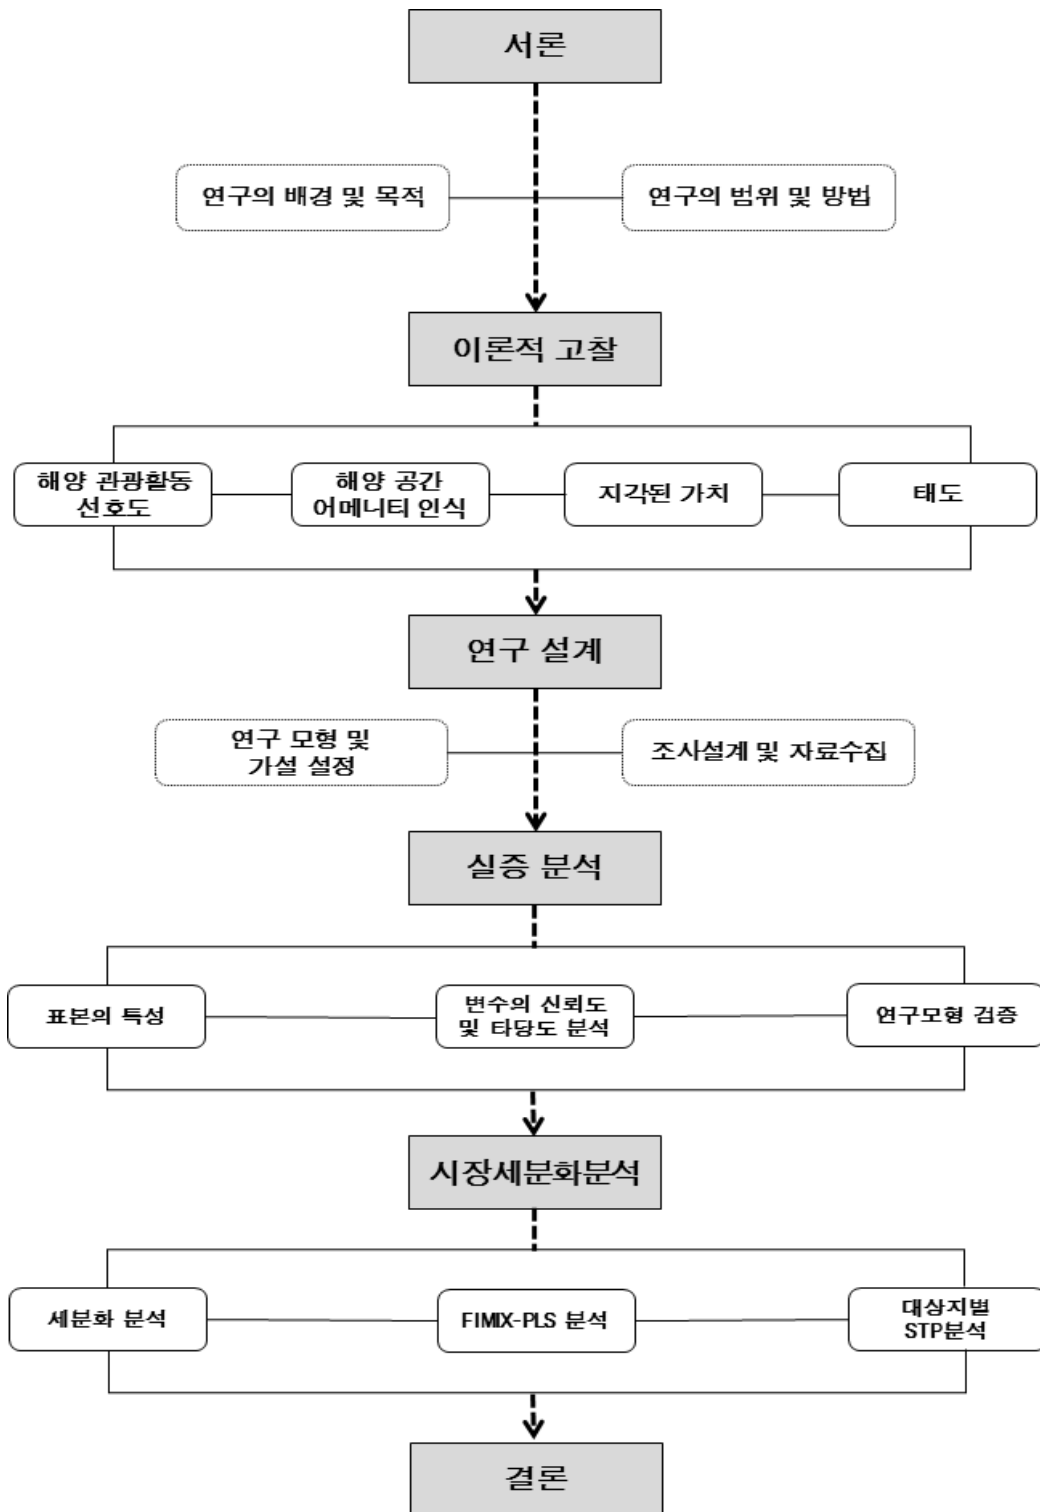 서론
연구의 배경 및 목적
연구의 범위 및 방법
이론적 고찰
해양 관광활동
선호도
해양 공간
어메니티 인식
지각된 가치
태도
연구 설계
연구 모형 및
가설 설정
조사설계 및 자료수집
실증 분석
표본의 특성
변수의 신뢰도
및 타당도 분석
연구모형 검증
시장세분화분석
세분화 분석
FIMIX-PLS 분석
대상지별
STP분석
결론